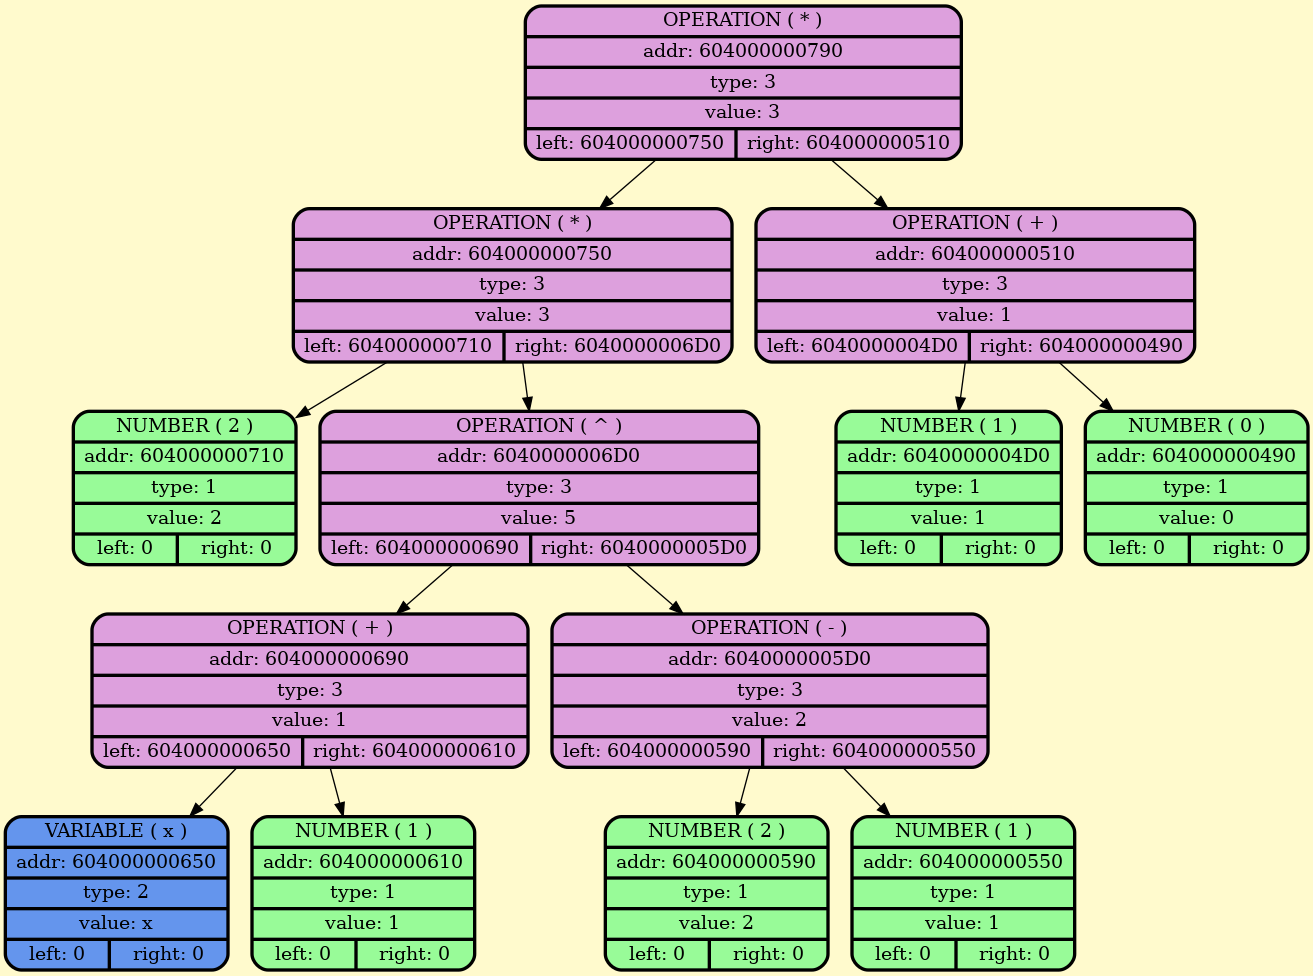 OPERATION ( * )
addr: 604000000790
type: 3
value: 3
left: 604000000750 right: 604000000510
OPERATION ( * )
addr: 604000000750
type: 3
value: 3
left: 604000000710 right: 6040000006D0
OPERATION ( + )
addr: 604000000510
type: 3
value: 1
left: 6040000004D0 right: 604000000490
NUMBER ( 2 )
addr: 604000000710
type: 1
value: 2
left: 0 right: 0
OPERATION ( ^ )
addr: 6040000006D0
type: 3
value: 5
left: 604000000690 right: 6040000005D0
NUMBER ( 1 )
addr: 6040000004D0
type: 1
value: 1
left: 0 right: 0
NUMBER ( 0 )
addr: 604000000490
type: 1
value: 0
left: 0 right: 0
OPERATION ( + )
addr: 604000000690
type: 3
value: 1
left: 604000000650 right: 604000000610
OPERATION ( - )
addr: 6040000005D0
type: 3
value: 2
left: 604000000590 right: 604000000550
VARIABLE ( x )
addr: 604000000650
type: 2
value: x
left: 0 right: 0
NUMBER ( 1 )
addr: 604000000610
type: 1
value: 1
left: 0 right: 0
NUMBER ( 2 )
addr: 604000000590
type: 1
value: 2
left: 0 right: 0
NUMBER ( 1 )
addr: 604000000550
type: 1
value: 1
left: 0 right: 0